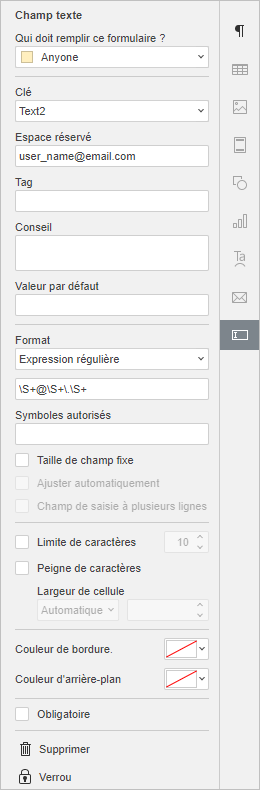 Champ texte
Qui doit remplir ce formulaire ?
Anyone
Clé
Text2
Espace réservé
user_name@email.com
Tag
Conseil
Valeur par défaut
Format
Expression régulière
\S+@\S+\.\S+
Symboles autorisés
Taille de champ fixe
Ajuster automatiquement
Champ de saisie à plusieurs lignes
Limite de caractères 10
Peigne de caractères
Largeur de cellule
Automatique
Couleur de bordure.
Couleur d'arrière-plan
Obligatoire
Supprimer
Verrou
Ta